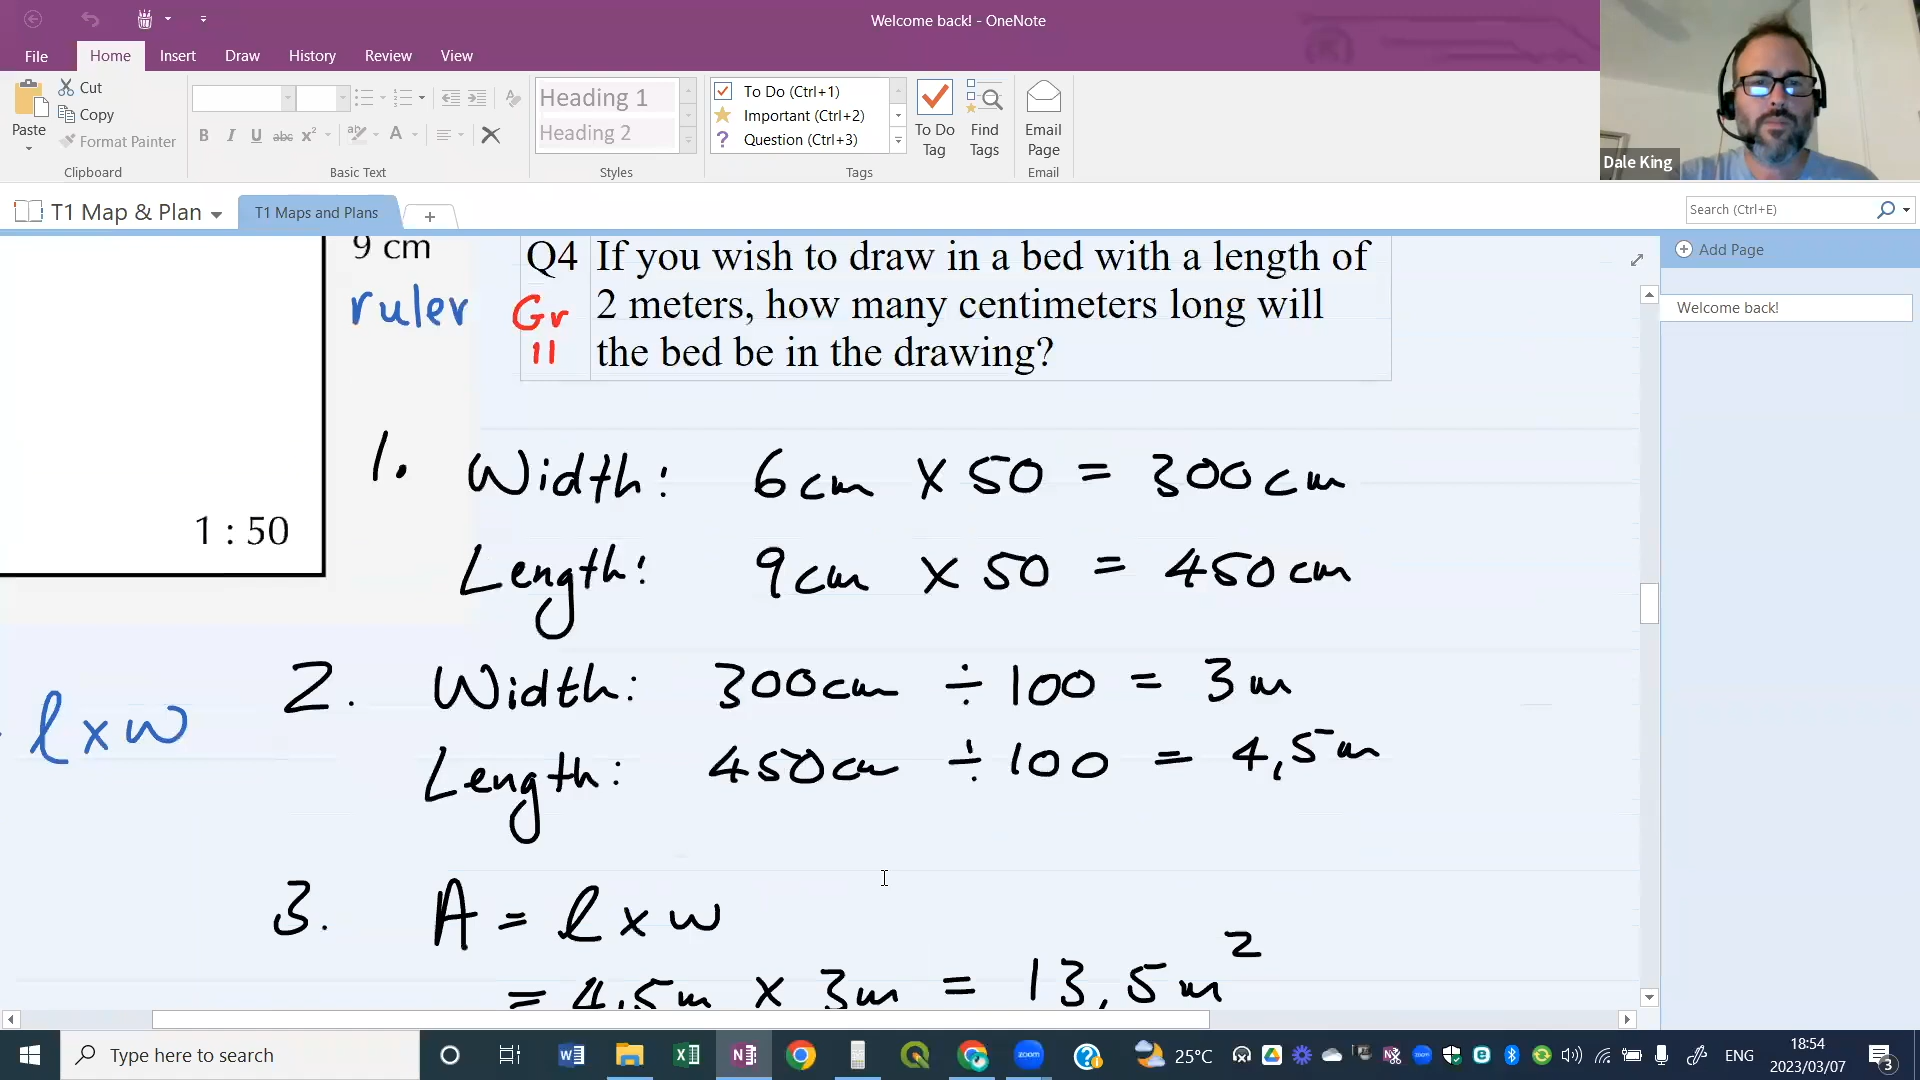 Welcome back! - OneNote
File Home Insert Draw History Review View
Paste
Cut
Copy
Format Painter
Clipboard
B I U abc x² ab A
Basic Text
Heading 1
Heading 2
Styles
To Do (Ctrl+1)
Important (Ctrl+2)
? Question (Ctrl+3)
Tags
To Do Tag
Find Tags
Email Page
Email
Dale King
T1 Map & Plan
T1 Maps and Plans
+
Search (Ctrl+E)
Add Page
Welcome back!
9 cm
ruler
1 : 50
l x w
Q4 If you wish to draw in a bed with a length of
2 meters, how many centimeters long will
the bed be in the drawing?
Gr
11
1. Width: 6cm x 50 = 300cm
Length: 9cm x 50 = 450cm
2. Width: 300cm ÷ 100 = 3m
Length: 450cm ÷ 100 = 4,5m
3. A = l x w
= 4,5m x 3m = 13,5m²
Type here to search
zoom
25°C
ENG
18:54
2023/03/07
3